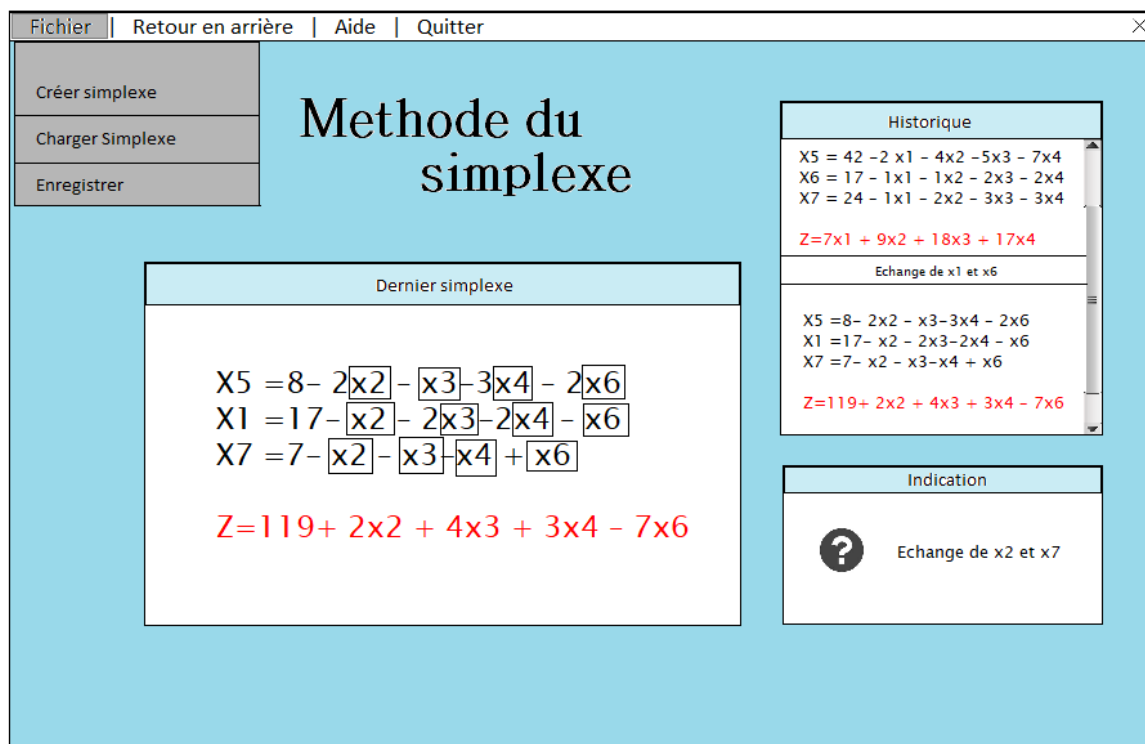 Fichier | Retour en arrière | Aide | Quitter
Créer simplexe
Charger Simplexe
Enregistrer
Methode du
simplexe
Historique
X5 = 42 -2 x1 - 4x2 -5x3 - 7x4
X6 = 17 - 1x1 - 1x2 - 2x3 - 2x4
X7 = 24 - 1x1 - 2x2 - 3x3 - 3x4
Z=7x1 + 9x2 + 18x3 + 17x4
Echange de x1 et x6
X5 =8- 2x2 - x3-3x4 - 2x6
X1 =17- x2 - 2x3-2x4 - x6
X7 =7- x2 - x3-x4 + x6
Z=119+ 2x2 + 4x3 + 3x4 - 7x6
Dernier simplexe
X5 =8- 2x2 - x3-3x4 - 2x6
X1 =17- x2 - 2x3-2x4 - x6
X7 =7- x2 - x3-x4 + x6
Z=119+ 2x2 + 4x3 + 3x4 - 7x6
Indication
? Echange de x2 et x7